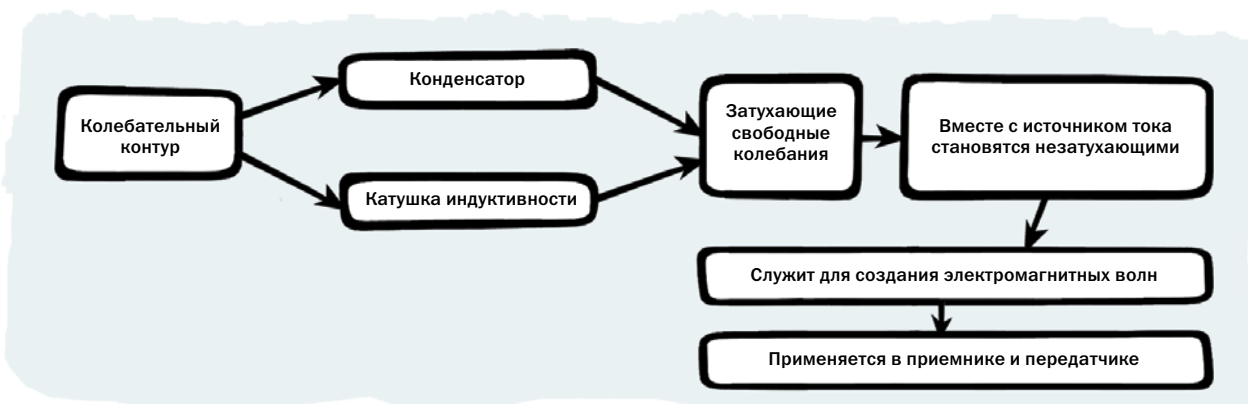 Колебательный
контур
Конденсатор
Катушка индуктивности
Затухающие
свободные
колебания
Вместе с источником тока
становятся незатухающими
Служит для создания электромагнитных волн
Применяется в приемнике и передатчике